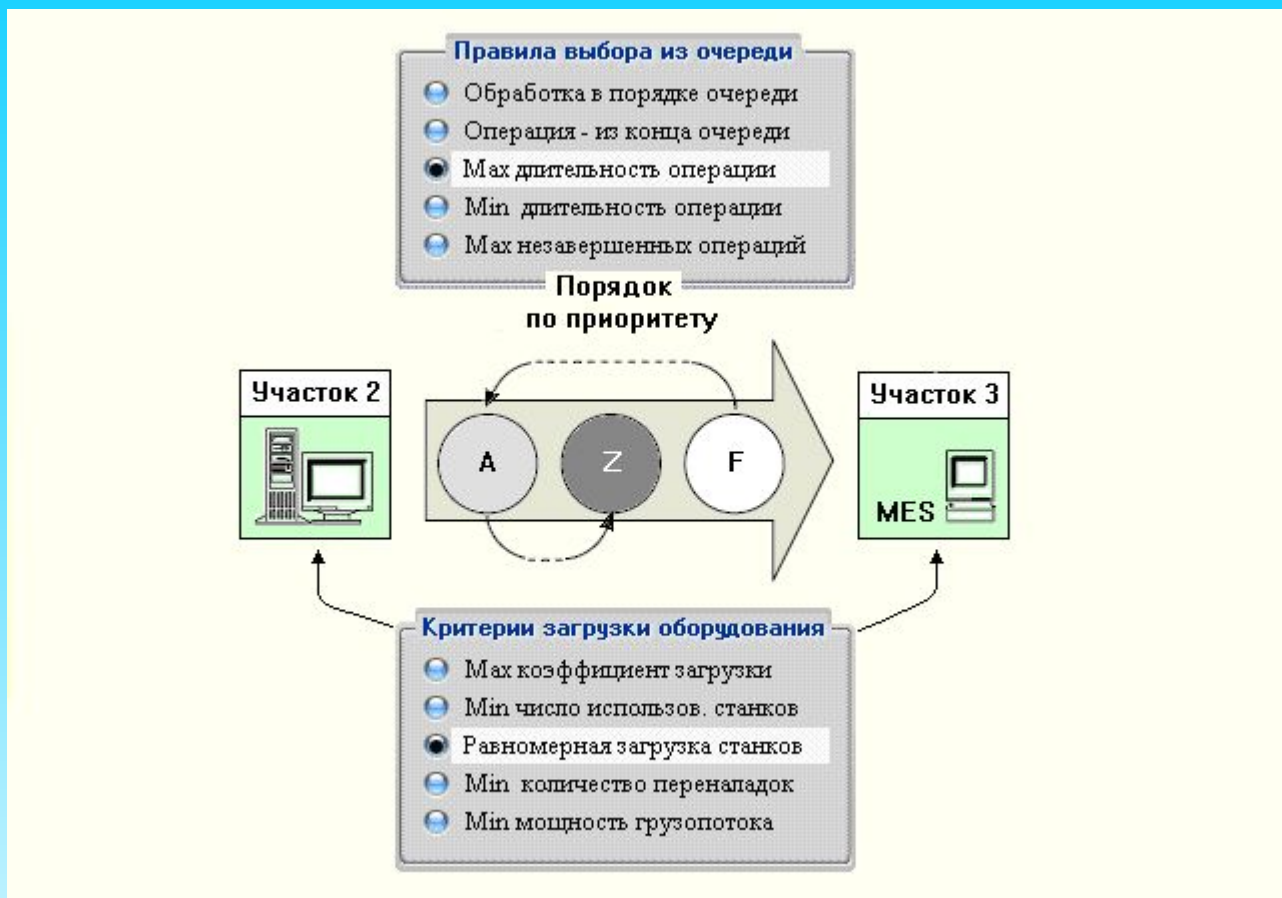 Правила выбора из очереди
Обработка в порядке очереди
Операция - из конца очереди
Max длительность операции
Min длительность операции
Max незавершенных операций
Порядок
по приоритету
Участок 2
A
Z
F
Участок 3
MES
Критерии загрузки оборудования
Max коэффициент загрузки
Min число использов. станков
Равномерная загрузка станков
Min количество переналадок
Min мощность грузопотока